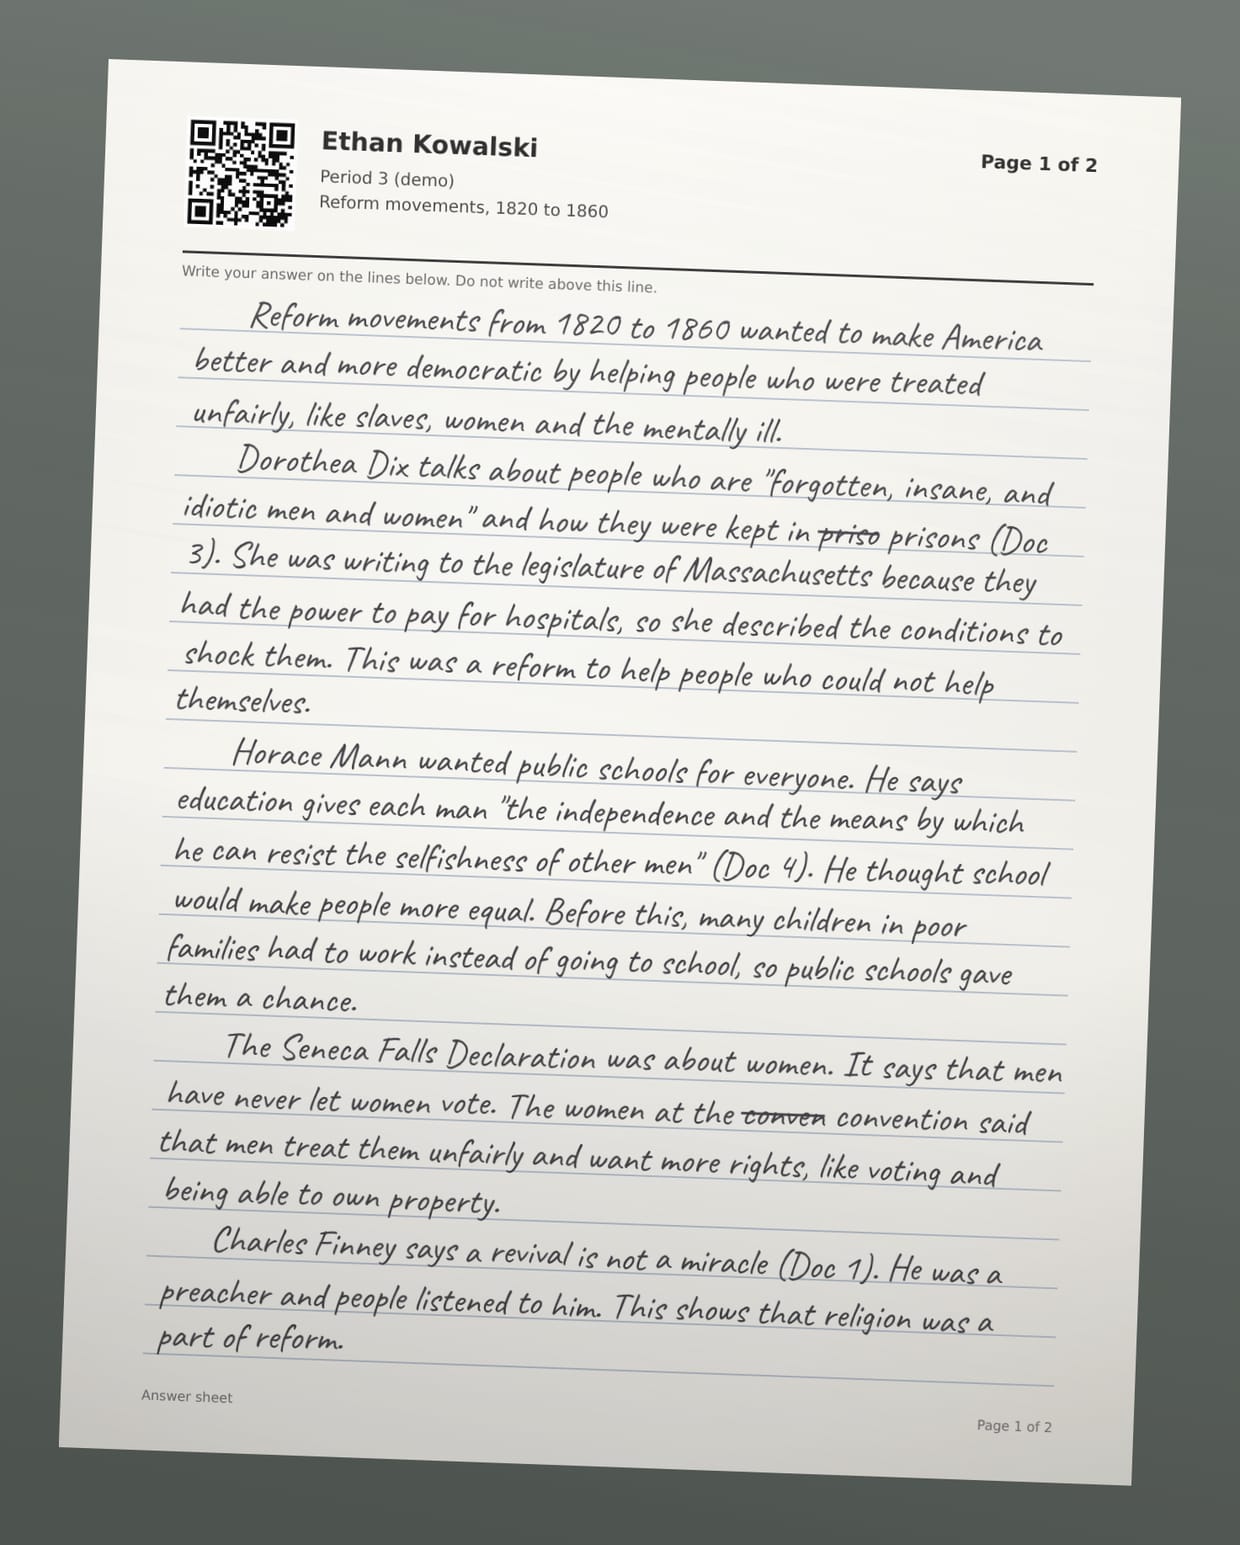 Ethan Kowalski
Page 1 of 2
Period 3 (demo)
Reform movements, 1820 to 1860
Write your answer on the lines below. Do not write above this line.
Reform movements from 1820 to 1860 wanted to make America
better and more democratic by helping people who were treated
unfairly, like slaves, women and the mentally ill.
Dorothea Dix talks about people who are "forgotten, insane, and
idiotic men and women" and how they were kept in priso prisons (Doc
3). She was writing to the legislature of Massachusetts because they
had the power to pay for hospitals, so she described the conditions to
shock them. This was a reform to help people who could not help
themselves.
Horace Mann wanted public schools for everyone. He says
education gives each man "the independence and the means by which
he can resist the selfishness of other men" (Doc 4). He thought school
would make people more equal. Before this, many children in poor
families had to work instead of going to school, so public schools gave
them a chance.
The Seneca Falls Declaration was about women. It says that men
have never let women vote. The women at the conven convention said
that men treat them unfairly and want more rights, like voting and
being able to own property.
Charles Finney says a revival is not a miracle (Doc 1). He was a
preacher and people listened to him. This shows that religion was a
part of reform.
Answer sheet
Page 1 of 2